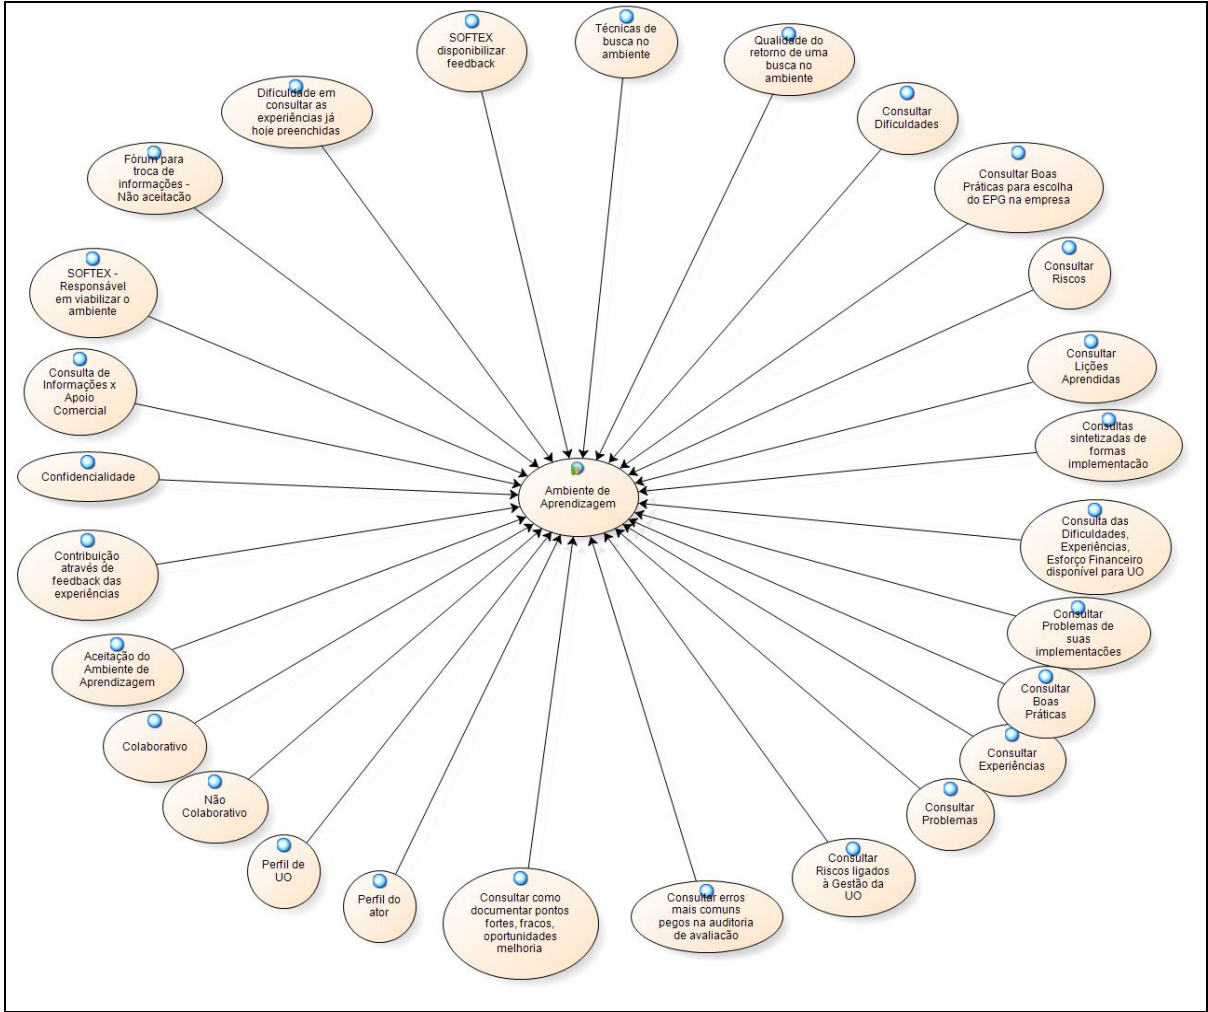 SOFTEX
disponibilizar
feedback
Técnicas de
busca no
ambiente
Qualidade do
retorno de uma
busca no
ambiente
Consultar
Dificuldades
Consultar Boas
Práticas para escolha
do EPG na empresa
Consultar
Riscos
Consultar
Lições
Aprendidas
Consultas
sintetizadas de
formas
implementacão
Consulta das
Dificuldades,
Experiências,
Esforço Financeiro
disponível para UO
Consultar
Problemas de
suas
implementacões
Consultar
Boas
Práticas
Consultar
Experiências
Consultar
Problemas
Consultar
Riscos ligados
à Gestão da
UO
Consultar erros
mais comuns
pegos na auditoria
de avaliacão
Consultar como
documentar pontos
fortes, fracos,
oportunidades
melhoria
Perfil do
ator
Perfil de
UO
Não
Colaborativo
Colaborativo
Aceitação do
Ambiente de
Aprendizagem
Contribuição
através de
feedback das
experiências
Confidencialidade
Consulta de
Informações x
Apoio
Comercial
SOFTEX -
Responsável
em viabilizar o
ambiente
Fórum para
troca de
informações -
Não aceitação
Dificuldade em
consultar as
experiências já
hoje preenchidas
Ambiente de
Aprendizagem